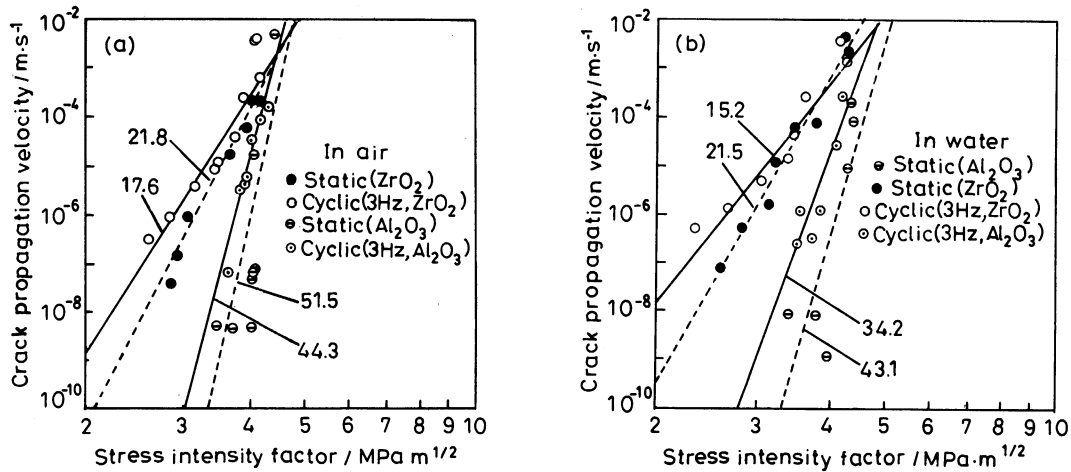 (a)
Crack propagation velocity/m·s⁻¹
10⁻²
10⁻⁴
10⁻⁶
10⁻⁸
10⁻¹⁰
21.8
17.6
In air
Static(ZrO₂)
Cyclic(3Hz,ZrO₂)
Static(Al₂O₃)
Cyclic(3Hz,Al₂O₃)
51.5
44.3
2 3 4 5 6 7 8 9 10
Stress intensity factor / MPa m^1/2
(b)
Crack propagation velocity/m·s⁻¹
10⁻²
10⁻⁴
10⁻⁶
10⁻⁸
10⁻¹⁰
15.2
21.5
In water
Static(Al₂O₃)
Static(ZrO₂)
Cyclic(3Hz,ZrO₂)
Cyclic(3Hz,Al₂O₃)
34.2
43.1
2 3 4 5 6 7 8 9 10
Stress intensity factor / MPa·m^1/2